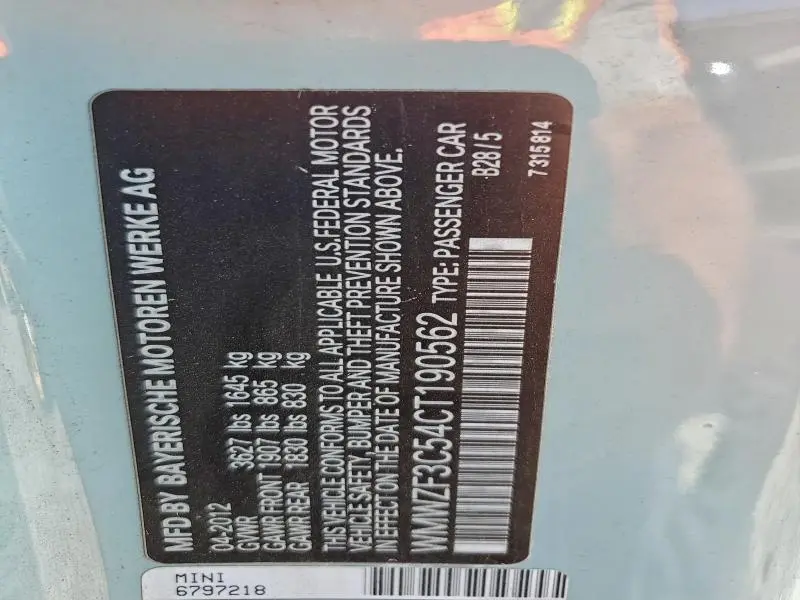 MFD BY BAYERISCHE MOTOREN WERKE AG
04-2012
GVWR 3627 lbs 1645 kg
GAWR FRONT 1907 lbs 865 kg
GAWR REAR 1830 lbs 830 kg
THIS VEHICLE CONFORMS TO ALL APPLICABLE U.S. FEDERAL MOTOR
VEHICLE SAFETY, BUMPER AND THEFT PREVENTION STANDARDS
IN EFFECT ON THE DATE OF MANUFACTURE SHOWN ABOVE.
WMWZF3C54CT190562 TYPE: PASSENGER CAR
B28/5
7 315 814
MINI
6797218